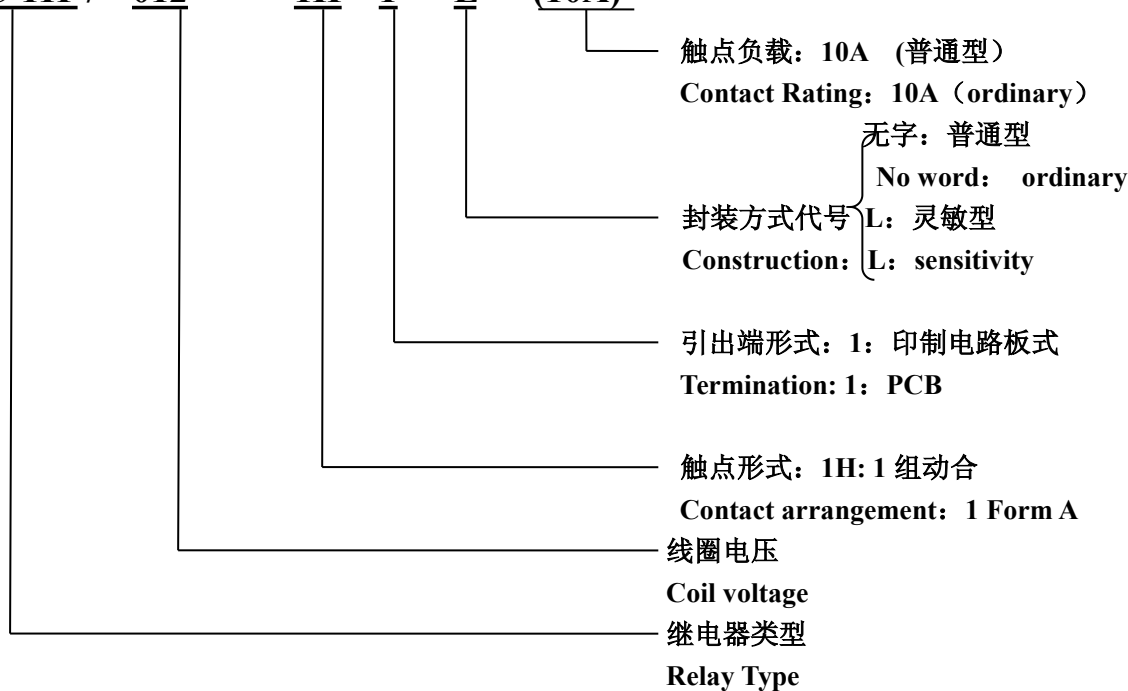 触点负载：10A （普通型）
Contact Rating：10A（ordinary）
无字：普通型
No word： ordinary
封装方式代号 L：灵敏型
Construction：L：sensitivity
引出端形式：1：印制电路板式
Termination: 1：PCB
触点形式：1H: 1 组动合
Contact arrangement：1 Form A
线圈电压
Coil voltage
继电器类型
Relay Type